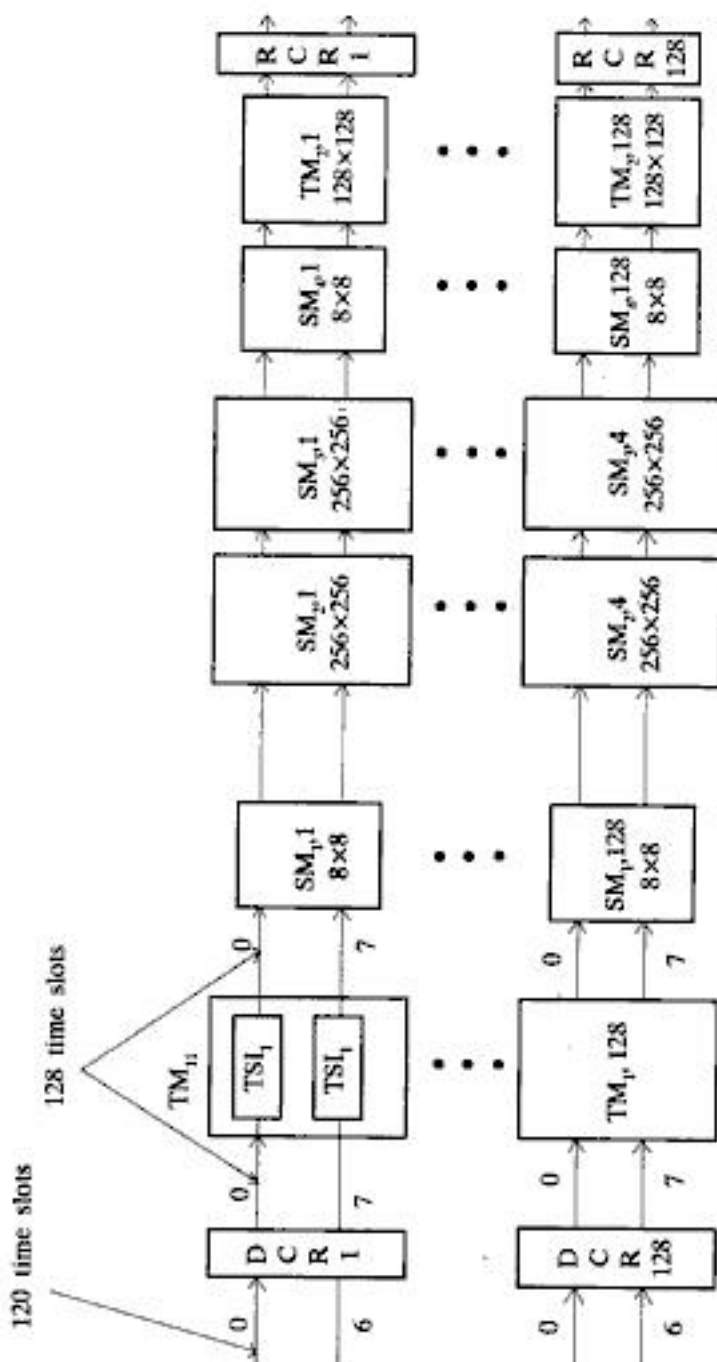 120 time slots
128 time slots
0
6
D
C
R
1
0
7
TM₁₁
TSI₁
TSI₁
0
7
SM₁,1
8×8
SM₂,1
256×256
SM₃,1
256×256
SM₄,1
8×8
TM₂,1
128×128
R
C
R
1
0
6
D
C
R
128
0
7
TM₁,128
0
7
SM₁,128
8×8
SM₂,4
256×256
SM₃,4
256×256
SM₄,128
8×8
TM₂,128
128×128
R
C
R
128